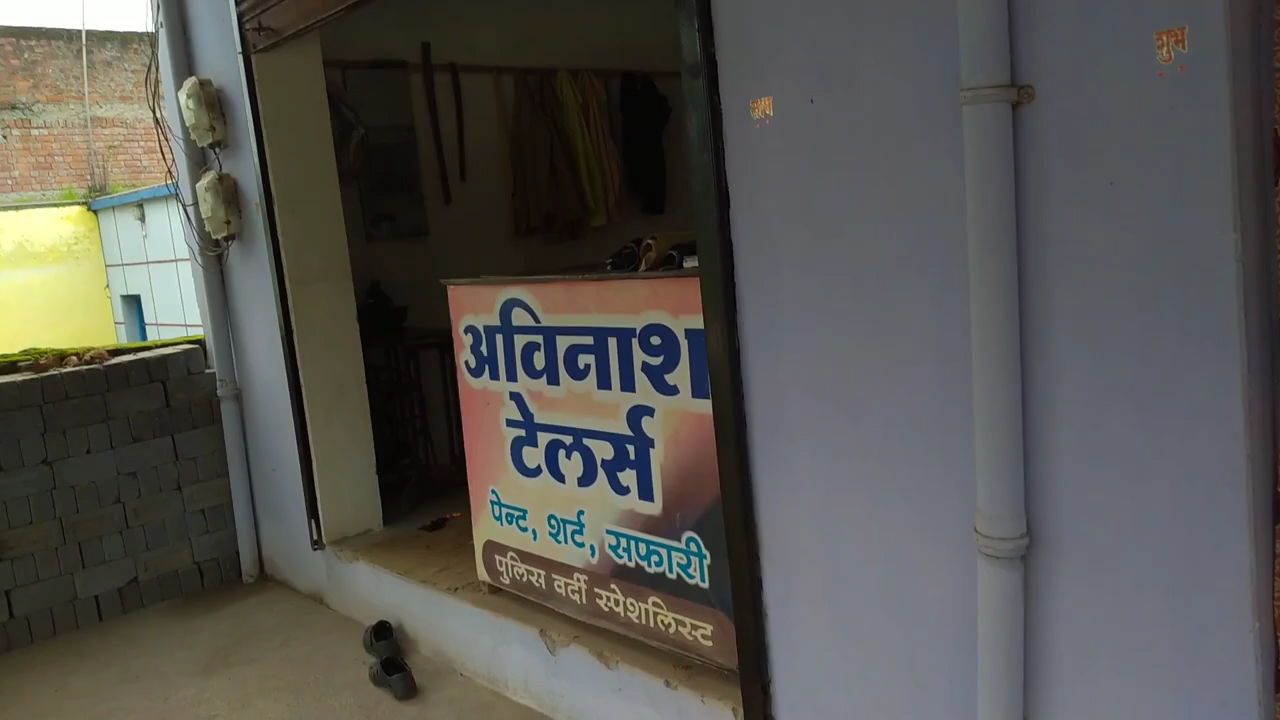 शुभ
अविनाश
टेलर्स
पेन्ट, शर्ट, सफारी
पुलिस वर्दी स्पेशलिस्ट